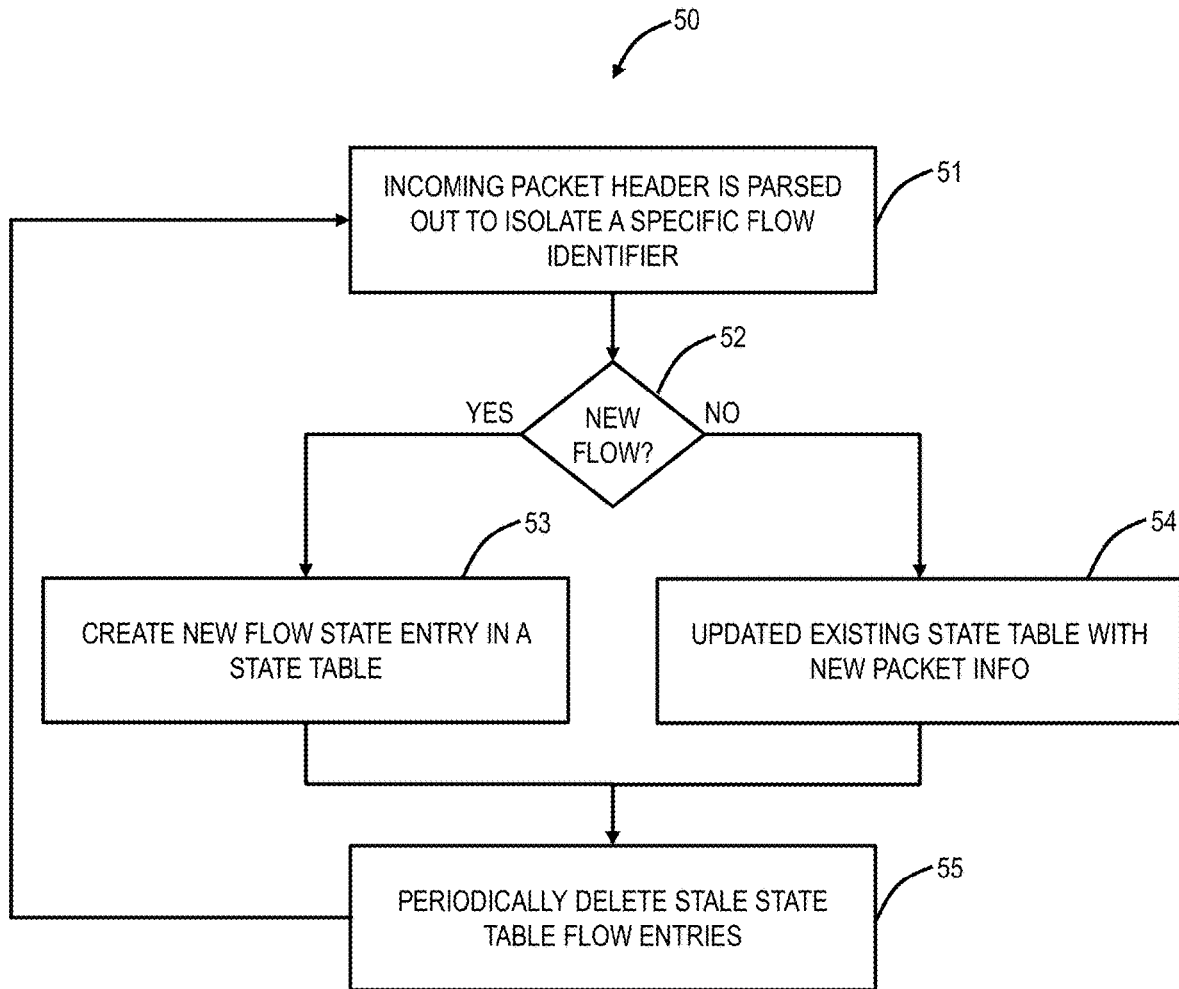 50
INCOMING PACKET HEADER IS PARSED
OUT TO ISOLATE A SPECIFIC FLOW
IDENTIFIER
51
52
YES
NEW
FLOW?
NO
53
CREATE NEW FLOW STATE ENTRY IN A
STATE TABLE
54
UPDATED EXISTING STATE TABLE WITH
NEW PACKET INFO
55
PERIODICALLY DELETE STALE STATE
TABLE FLOW ENTRIES